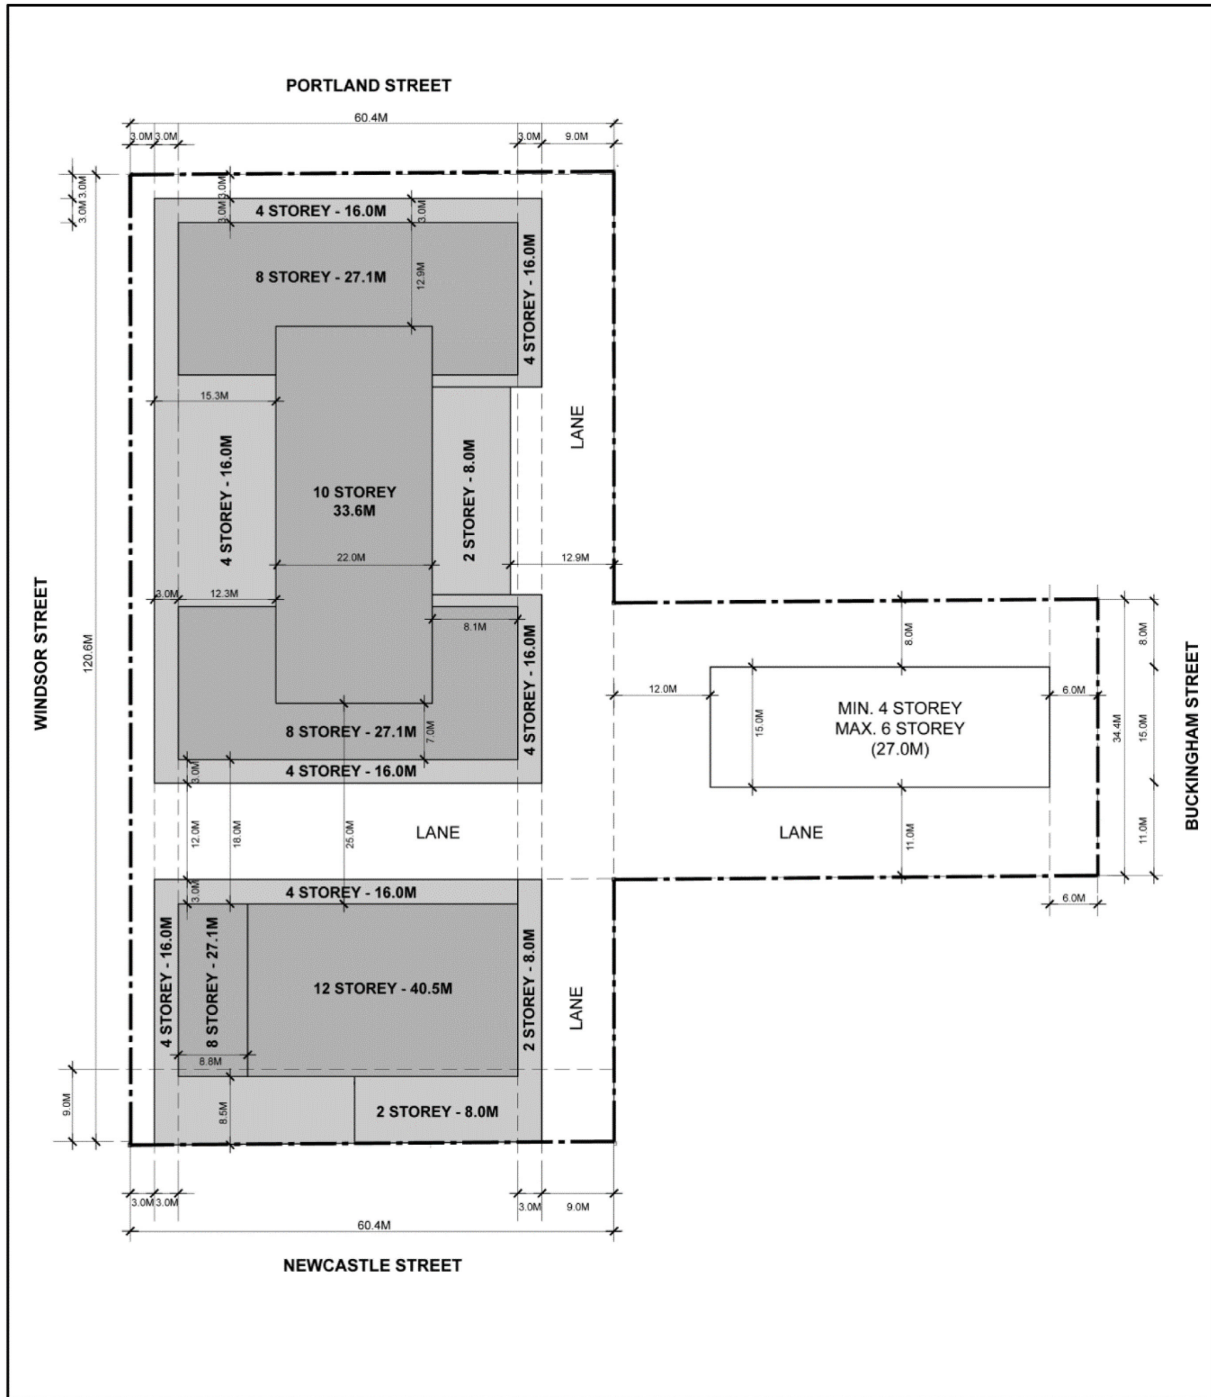 PORTLAND STREET
60.4M
3.0M 3.0M 3.0M 9.0M
3.0M
3.0M
3.0M
3.0M
4 STOREY - 16.0M
3.0M
8 STOREY - 27.1M
12.9M
4 STOREY - 16.0M
15.3M
LANE
4 STOREY - 16.0M
10 STOREY
33.6M
2 STOREY - 8.0M
22.0M
12.9M
3.0M
12.3M
8.1M
WINDSOR STREET
120.6M
4 STOREY - 16.0M
8 STOREY - 27.1M
7.0M
4 STOREY - 16.0M
3.0M
12.0M
18.0M
25.0M
LANE
8.0M
12.0M
6.0M
15.0M
MIN. 4 STOREY
MAX. 6 STOREY
(27.0M)
8.0M
34.4M
15.0M
11.0M
BUCKINGHAM STREET
LANE
11.0M
6.0M
4 STOREY - 16.0M
3.0M
4 STOREY - 16.0M
8 STOREY - 27.1M
12 STOREY - 40.5M
2 STOREY - 8.0M
LANE
8.8M
9.0M
8.5M
2 STOREY - 8.0M
3.0M 3.0M 3.0M 9.0M
60.4M
NEWCASTLE STREET